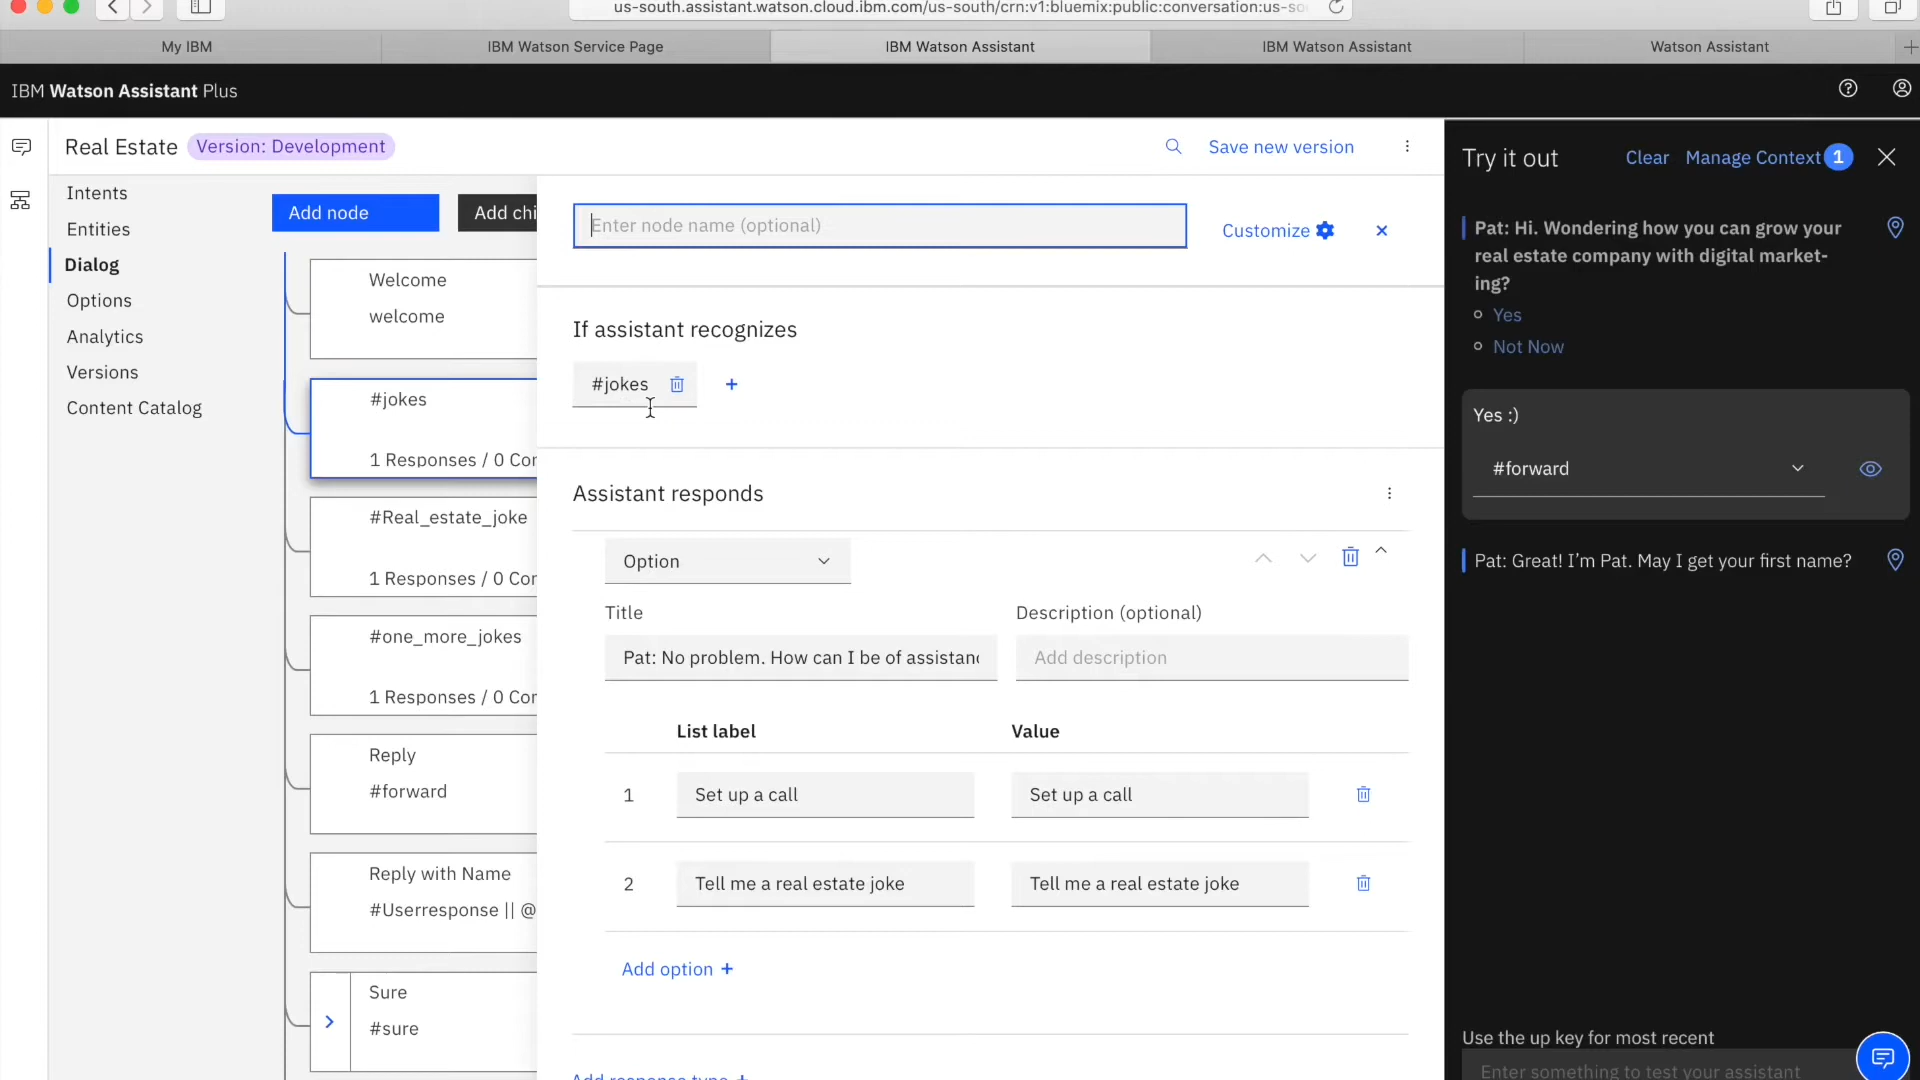 us-south.assistant.watson.cloud.ibm.com/us-south/crn:v1:bluemix:public:conversation:us-so
My IBM
IBM Watson Service Page
IBM Watson Assistant
IBM Watson Assistant
Watson Assistant
IBM Watson Assistant Plus
Real Estate
Version: Development
Save new version
Intents
Entities
Dialog
Options
Analytics
Versions
Content Catalog
Add node
Add chi
Welcome
welcome
#jokes
1 Responses / 0 Cor
#Real_estate_joke
1 Responses / 0 Cor
#one_more_jokes
1 Responses / 0 Cor
Reply
#forward
Reply with Name
#Userresponse || @
Sure
#sure
Enter node name (optional)
Customize
If assistant recognizes
#jokes
Assistant responds
Option
Title
Description (optional)
Pat: No problem. How can I be of assistanc
Add description
List label
Value
1
Set up a call
Set up a call
2
Tell me a real estate joke
Tell me a real estate joke
Add option +
Add response type +
Try it out
Clear
Manage Context 1
Pat: Hi. Wondering how you can grow your
real estate company with digital market-
ing?
Yes
Not Now
Yes :)
#forward
Pat: Great! I’m Pat. May I get your first name?
Use the up key for most recent
Enter something to test your assistant